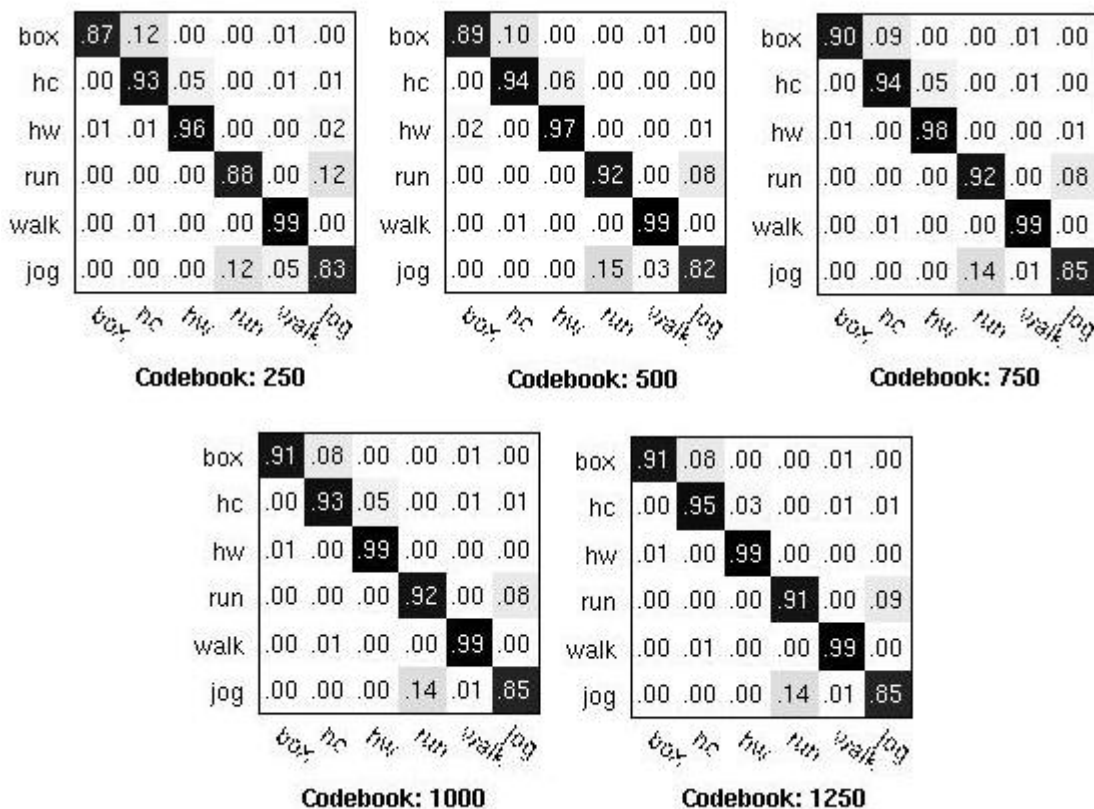 box .87 .12 .00 .00 .01 .00
hc .00 .93 .05 .00 .01 .01
hw .01 .01 .96 .00 .00 .02
run .00 .00 .00 .88 .00 .12
walk .00 .01 .00 .00 .99 .00
jog .00 .00 .00 .12 .05 .83
box hc hw run walk jog
Codebook: 250
box .89 .10 .00 .00 .01 .00
hc .00 .94 .06 .00 .00 .00
hw .02 .00 .97 .00 .00 .01
run .00 .00 .00 .92 .00 .08
walk .00 .01 .00 .00 .99 .00
jog .00 .00 .00 .15 .03 .82
box hc hw run walk jog
Codebook: 500
box .90 .09 .00 .00 .01 .00
hc .00 .94 .05 .00 .01 .00
hw .01 .00 .98 .00 .00 .01
run .00 .00 .00 .92 .00 .08
walk .00 .01 .00 .00 .99 .00
jog .00 .00 .00 .14 .01 .85
box hc hw run walk jog
Codebook: 750
box .91 .08 .00 .00 .01 .00
hc .00 .93 .05 .00 .01 .01
hw .01 .00 .99 .00 .00 .00
run .00 .00 .00 .92 .00 .08
walk .00 .01 .00 .00 .99 .00
jog .00 .00 .00 .14 .01 .85
box hc hw run walk jog
Codebook: 1000
box .91 .08 .00 .00 .01 .00
hc .00 .95 .03 .00 .01 .01
hw .01 .00 .99 .00 .00 .00
run .00 .00 .00 .91 .00 .09
walk .00 .01 .00 .00 .99 .00
jog .00 .00 .00 .14 .01 .85
box hc hw run walk jog
Codebook: 1250